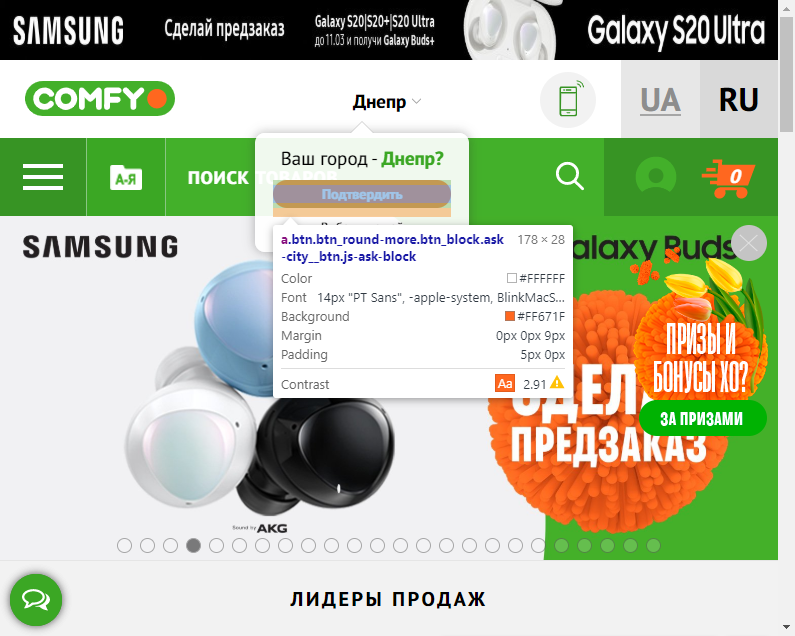 SAMSUNG
Сделай предзаказ
Galaxy S20|S20+|S20 Ultra
до 11.03 и получи Galaxy Buds+
Galaxy S20 Ultra
COMFY
Днепр
UA
RU
Ваш город - Днепр?
А-Я
ПОИСК ТОВАРОВ
Подтвердить
0
SAMSUNG
alaxy Buds
a.btn.btn_round-more.btn_block.ask
-city__btn.js-ask-block
178 × 28
Color #FFFFFF
Font 14px "PT Sans", -apple-system, BlinkMacS...
Background #FF671F
Margin 0px 0px 9px
Padding 5px 0px
Contrast Aa 2.91
ПРИЗЫ И
БОНУСЫ ХО?
ЗА ПРИЗАМИ
ПРЕДЗАКАЗ
Sound by AKG
ЛИДЕРЫ ПРОДАЖ